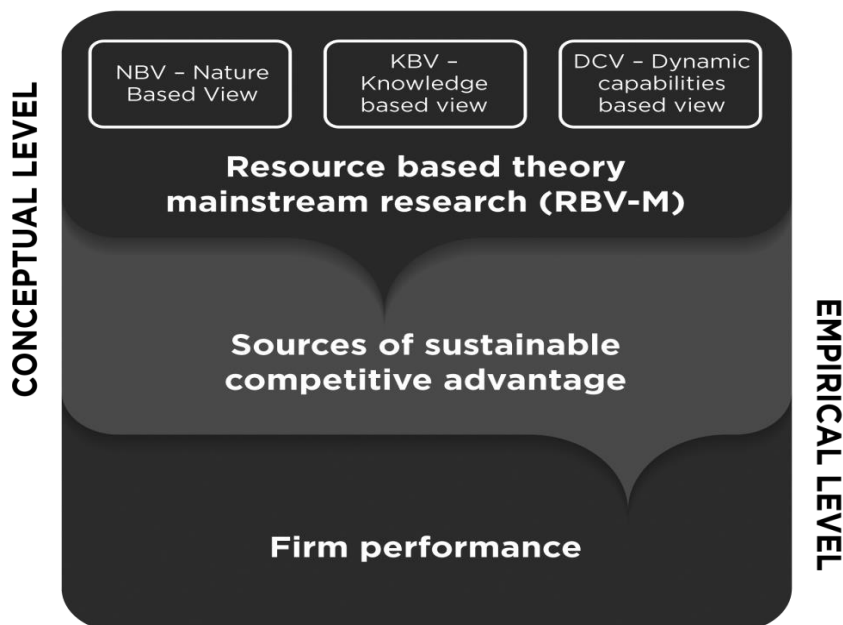 CONCEPTUAL LEVEL
NBV – Nature
Based View
KBV –
Knowledge
based view
DCV – Dynamic
capabilities
based view
Resource based theory
mainstream research (RBV-M)
Sources of sustainable
competitive advantage
Firm performance
EMPIRICAL LEVEL